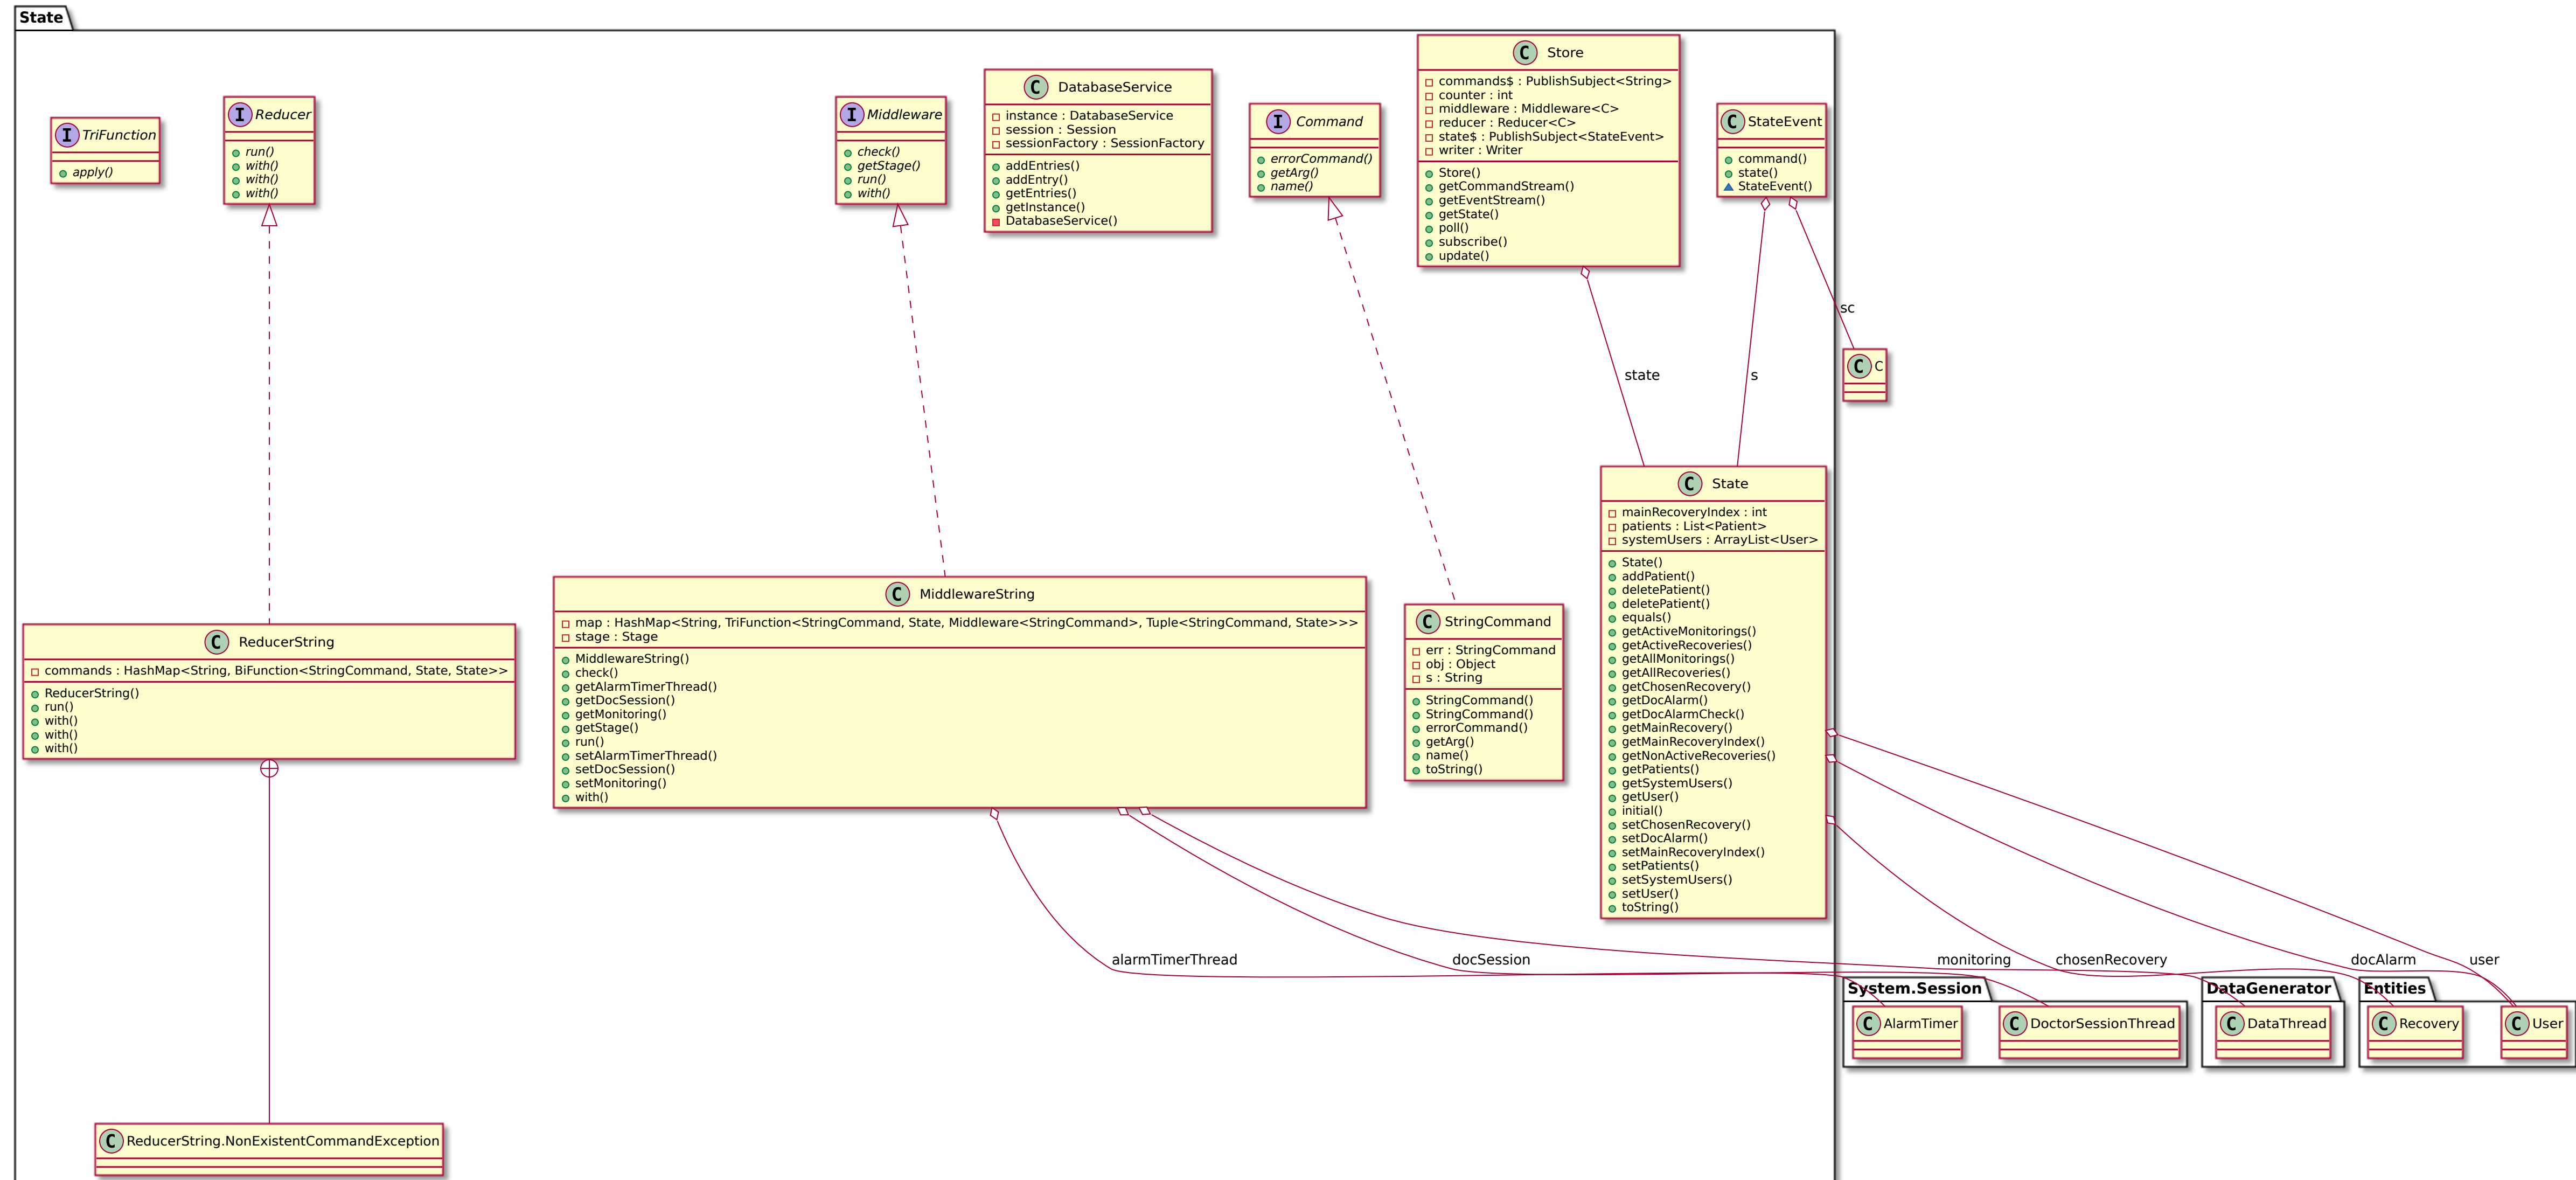 State
I TriFunction
apply()
I Reducer
run()
with()
with()
with()
I Middleware
check()
getStage()
run()
with()
C DatabaseService
instance : DatabaseService
session : Session
sessionFactory : SessionFactory
addEntries()
addEntry()
getEntries()
getInstance()
DatabaseService()
I Command
errorCommand()
getArg()
name()
C Store
commands$ : PublishSubject<String>
counter : int
middleware : Middleware<C>
reducer : Reducer<C>
state$ : PublishSubject<StateEvent>
writer : Writer
Store()
getCommandStream()
getEventStream()
getState()
poll()
subscribe()
update()
C StateEvent
command()
state()
StateEvent()
sc
C C
state
s
C State
mainRecoveryIndex : int
patients : List<Patient>
systemUsers : ArrayList<User>
State()
addPatient()
deletePatient()
deletePatient()
equals()
getActiveMonitorings()
getActiveRecoveries()
getAllMonitorings()
getAllRecoveries()
getChosenRecovery()
getDocAlarm()
getDocAlarmCheck()
getMainRecovery()
getMainRecoveryIndex()
getNonActiveRecoveries()
getPatients()
getSystemUsers()
getUser()
initial()
setChosenRecovery()
setDocAlarm()
setMainRecoveryIndex()
setPatients()
setSystemUsers()
setUser()
toString()
C ReducerString
commands : HashMap<String, BiFunction<StringCommand, State, State>>
ReducerString()
run()
with()
with()
with()
C MiddlewareString
map : HashMap<String, TriFunction<StringCommand, State, Middleware<StringCommand>, Tuple<StringCommand, State>>>
stage : Stage
MiddlewareString()
check()
getAlarmTimerThread()
getDocSession()
getMonitoring()
getStage()
run()
setAlarmTimerThread()
setDocSession()
setMonitoring()
with()
C StringCommand
err : StringCommand
obj : Object
s : String
StringCommand()
StringCommand()
errorCommand()
getArg()
name()
toString()
alarmTimerThread
docSession
monitoring
chosenRecovery
docAlarm
user
System.Session
C AlarmTimer
C DoctorSessionThread
DataGenerator
C DataThread
Entities
C Recovery
C User
C ReducerString.NonExistentCommandException